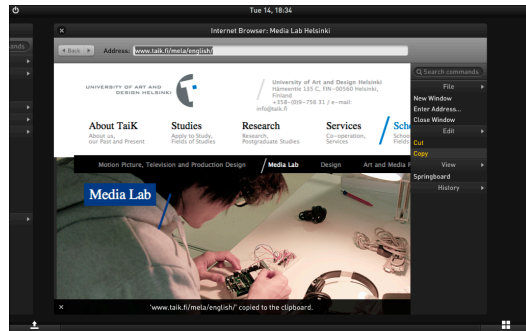 Tue 14, 18:34
Internet Browser: Media Lab Helsinki
Back
Address: www.taik.fi/mela/english/
ands
UNIVERSITY OF ART AND
DESIGN HELSINKI
University of Art and Design Helsinki
Hämeentie 135 C, FIN-00560 Helsinki,
Finland
+358-(0)9-756 31 / e-mail:
info@taik.fi
About TaiK
About us,
our Past and Present
Studies
Apply to Study,
Fields of Studies
Research
Research,
Postgraduate Studies
Services
Co-operation,
Services
Scho
School
Fields
Motion Picture, Television and Production Design
Media Lab
Design
Art and Media P
Media Lab
'www.taik.fi/mela/english/' copied to the clipboard.
Search commands
File
New Window
Enter Address...
Close Window
Edit
Cut
Copy
View
Springboard
History